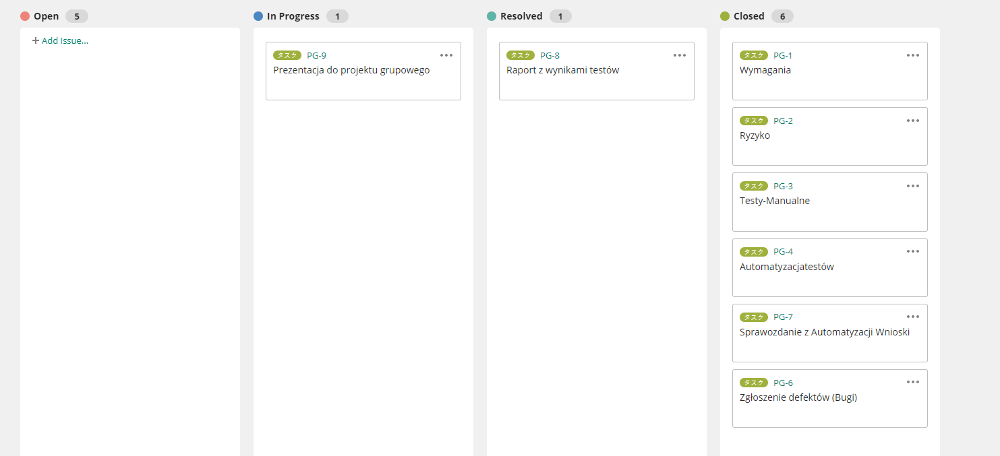 Open 5
In Progress 1
Resolved 1
Closed 6
+ Add Issue...
タスク PG-9
Prezentacja do projektu grupowego
タスク PG-8
Raport z wynikami testów
タスク PG-1
Wymagania
タスク PG-2
Ryzyko
タスク PG-3
Testy-Manualne
タスク PG-4
Automatyzacjatestów
タスク PG-7
Sprawozdanie z Automatyzacji Wnioski
タスク PG-6
Zgłoszenie defektów (Bugi)